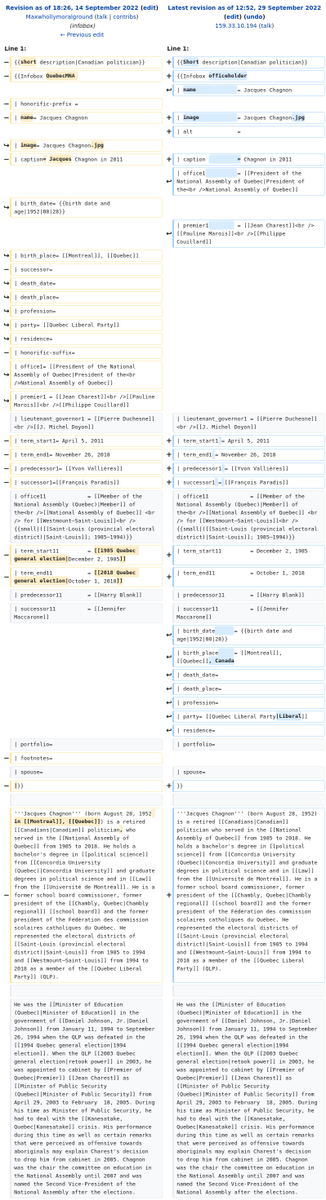 Revision as of 18:26, 14 September 2022 (edit)
Maxwhollymoralground (talk | contribs)
(infobox)
← Previous edit
Latest revision as of 12:52, 29 September 2022
(edit) (undo)
159.33.10.194 (talk)
Line 1:
{{short description|Canadian politician}}
{{Infobox QuebecMNA
| honorific-prefix =
| name= Jacques Chagnon
| image= Jacques Chagnon.jpg
| caption= Jacques Chagnon in 2011
| birth_date= {{birth date and
age|1952|08|28}}
| birth_place= [[Montreal]], [[Quebec]]
| successor=
| death_date=
| death_place=
| profession=
| party= [[Quebec Liberal Party]]
| residence=
| honorific-suffix=
| office1= [[President of the National
Assembly of Quebec|President of the<br
/>National Assembly of Quebec]]
| premier1 = [[Jean Charest]]<br />[[Pauline
Marois]]<br />[[Philippe Couillard]]
| lieutenant_governor1 = [[Pierre Duchesne]]
<br />[[J. Michel Doyon]]
| term_start1= April 5, 2011
| term_end1= November 26, 2018
| predecessor1= [[Yvon Vallières]]
| successor1=[[François Paradis]]
| office11 = [[Member of the
National Assembly (Quebec)|Member of
the<br />[[National Assembly of Quebec]] <br
/> for [[Westmount–Saint-Louis]]<br />
{{small|([[Saint-Louis (provincial electoral
district)|Saint-Louis]]; 1985–1994)}}
| term_start11 = [[1985 Quebec
general election|December 2, 1985]]
| term_end11 = [[2018 Quebec
general election|October 1, 2018]]
| predecessor11 = [[Harry Blank]]
| successor11 = [[Jennifer
Maccarone]]
| portfolio=
| footnotes=
| spouse=
}}
'''Jacques Chagnon''' (born August 28, 1952
in [[Montreal]], [[Quebec]]) is a retired
[[Canadians|Canadian]] politician, who
served in the [[National Assembly of
Quebec]] from 1985 to 2018. He holds a
bachelor's degree in [[political science]]
from [[Concordia University
(Quebec)|Concordia University]] and graduate
degrees in political science and in [[Law]]
from the [[Université de Montréal]]. He is a
former school board commissioner, former
president of the [[Chambly, Quebec|Chambly
regional]] [[school board]] and the former
president of the Fédération des commission
scolaires catholiques du Quebec. He
represented the electoral districts of
[[Saint-Louis (provincial electoral
district)|Saint-Louis]] from 1985 to 1994
and [[Westmount–Saint-Louis]] from 1994 to
2018 as a member of the [[Quebec Liberal
Party]] (QLP).
He was the [[Minister of Education
(Quebec)|Minister of Education]] in the
government of [[Daniel Johnson, Jr.|Daniel
Johnson]] from January 11, 1994 to September
26, 1994 when the QLP was defeated in the
[[1994 Quebec general election|1994
election]]. When the QLP [[2003 Quebec
general election|retook power]] in 2003, he
was appointed to cabinet by [[Premier of
Quebec|Premier]] [[Jean Charest]] as
[[Minister of Public Security
(Quebec)|Minister of Public Security]] from
April 29, 2003 to February 18, 2005. During
his time as Minister of Public Security, he
had to deal with the [[Kanesatake,
Quebec|Kanesatake]] crisis. His performance
during this time as well as certain remarks
that were perceived as offensive towards
aboriginals may explain Charest's decision
to drop him from cabinet in 2005. Chagnon
was the chair the committee on education in
the National Assembly until 2007 and was
named Second Vice President of the National
Assembly after the elections.
Line 1:
{{Short description|Canadian politician}}
{{Infobox officeholder
| name = Jacques Chagnon
| image = Jacques Chagnon.jpg
| alt =
| caption = Chagnon in 2011
| office1 = [[President of the
National Assembly of Quebec|President of
the<br />National Assembly of Quebec]]
| premier1 = [[Jean Charest]]<br />
[[Pauline Marois]]<br />[[Philippe
Couillard]]
| lieutenant_governor1 = [[Pierre Duchesne]]
<br />[[J. Michel Doyon]]
| term_start1 = April 5, 2011
| term_end1 = November 26, 2018
| predecessor1 = [[Yvon Vallières]]
| successor1 = [[François Paradis]]
| office11 = [[Member of the
National Assembly (Quebec)|Member of
the<br />[[National Assembly of Quebec]] <br
/> for [[Westmount–Saint-Louis]]<br />
{{small|([[Saint-Louis (provincial electoral
district)|Saint-Louis]]; 1985–1994)}}
| term_start11 = December 2, 1985
| term_end11 = October 1, 2018
| predecessor11 = [[Harry Blank]]
| successor11 = [[Jennifer
Maccarone]]
| birth_date = {{birth date and
age|1952|08|28}}
| birth_place = [[Montreal]],
[[Quebec]], Canada
| death_date=
| death_place=
| profession=
| party= [[Quebec Liberal Party|Liberal]]
| residence=
| portfolio=
| spouse=
}}
'''Jacques Chagnon''' (born August 28, 1952)
is a retired [[Canadians|Canadian]]
politician who served in the [[National
Assembly of Quebec]] from 1985 to 2018. He
holds a bachelor's degree in [[political
science]] from [[Concordia University
(Quebec)|Concordia University]] and graduate
degrees in political science and in [[Law]]
from the [[Université de Montréal]]. He is a
former school board commissioner, former
president of the [[Chambly, Quebec|Chambly
regional]] [[school board]] and the former
president of the Fédération des commission
scolaires catholiques du Quebec. He
represented the electoral districts of
[[Saint-Louis (provincial electoral
district)|Saint-Louis]] from 1985 to 1994
and [[Westmount–Saint-Louis]] from 1994 to
2018 as a member of the [[Quebec Liberal
Party]] (QLP).
He was the [[Minister of Education
(Quebec)|Minister of Education]] in the
government of [[Daniel Johnson, Jr.|Daniel
Johnson]] from January 11, 1994 to September
26, 1994 when the QLP was defeated in the
[[1994 Quebec general election|1994
election]]. When the QLP [[2003 Quebec
general election|retook power]] in 2003, he
was appointed to cabinet by [[Premier of
Quebec|Premier]] [[Jean Charest]] as
[[Minister of Public Security
(Quebec)|Minister of Public Security]] from
April 29, 2003 to February 18, 2005. During
his time as Minister of Public Security, he
had to deal with the [[Kanesatake,
Quebec|Kanesatake]] crisis. His performance
during this time as well as certain remarks
that were perceived as offensive towards
aboriginals may explain Charest's decision
to drop him from cabinet in 2005. Chagnon
was the chair the committee on education in
the National Assembly until 2007 and was
named Second Vice President of the National
Assembly after the elections.